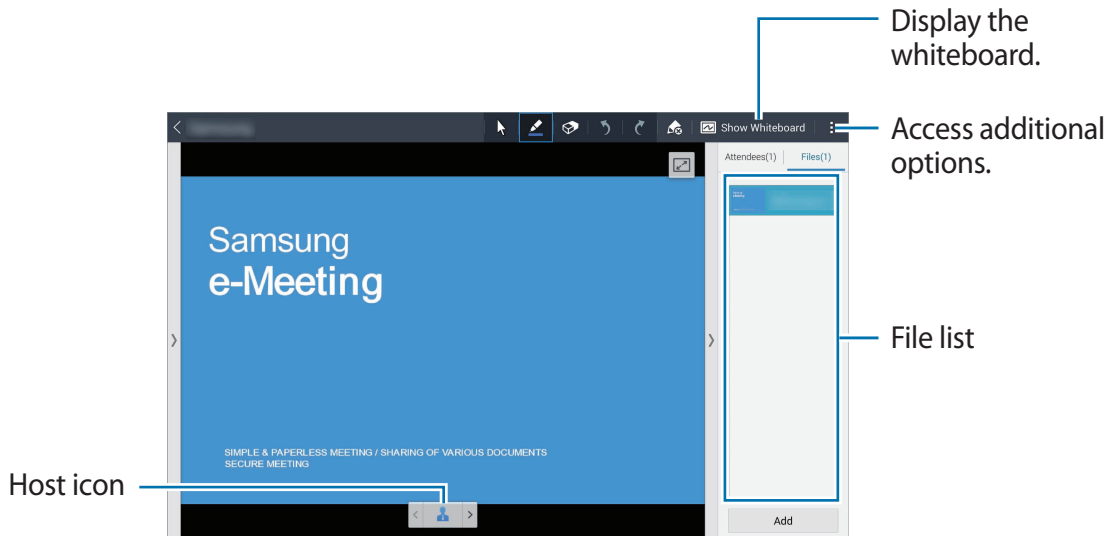 Display the
whiteboard.
Show Whiteboard
Access additional
options.
Attendees(1)
Files(1)
Samsung
e-Meeting
File list
SIMPLE & PAPERLESS MEETING / SHARING OF VARIOUS DOCUMENTS
SECURE MEETING
Host icon
Add